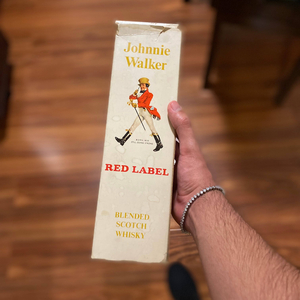 Johnnie
Walker
RED LABEL
BLENDED
SCOTCH
WHISKY